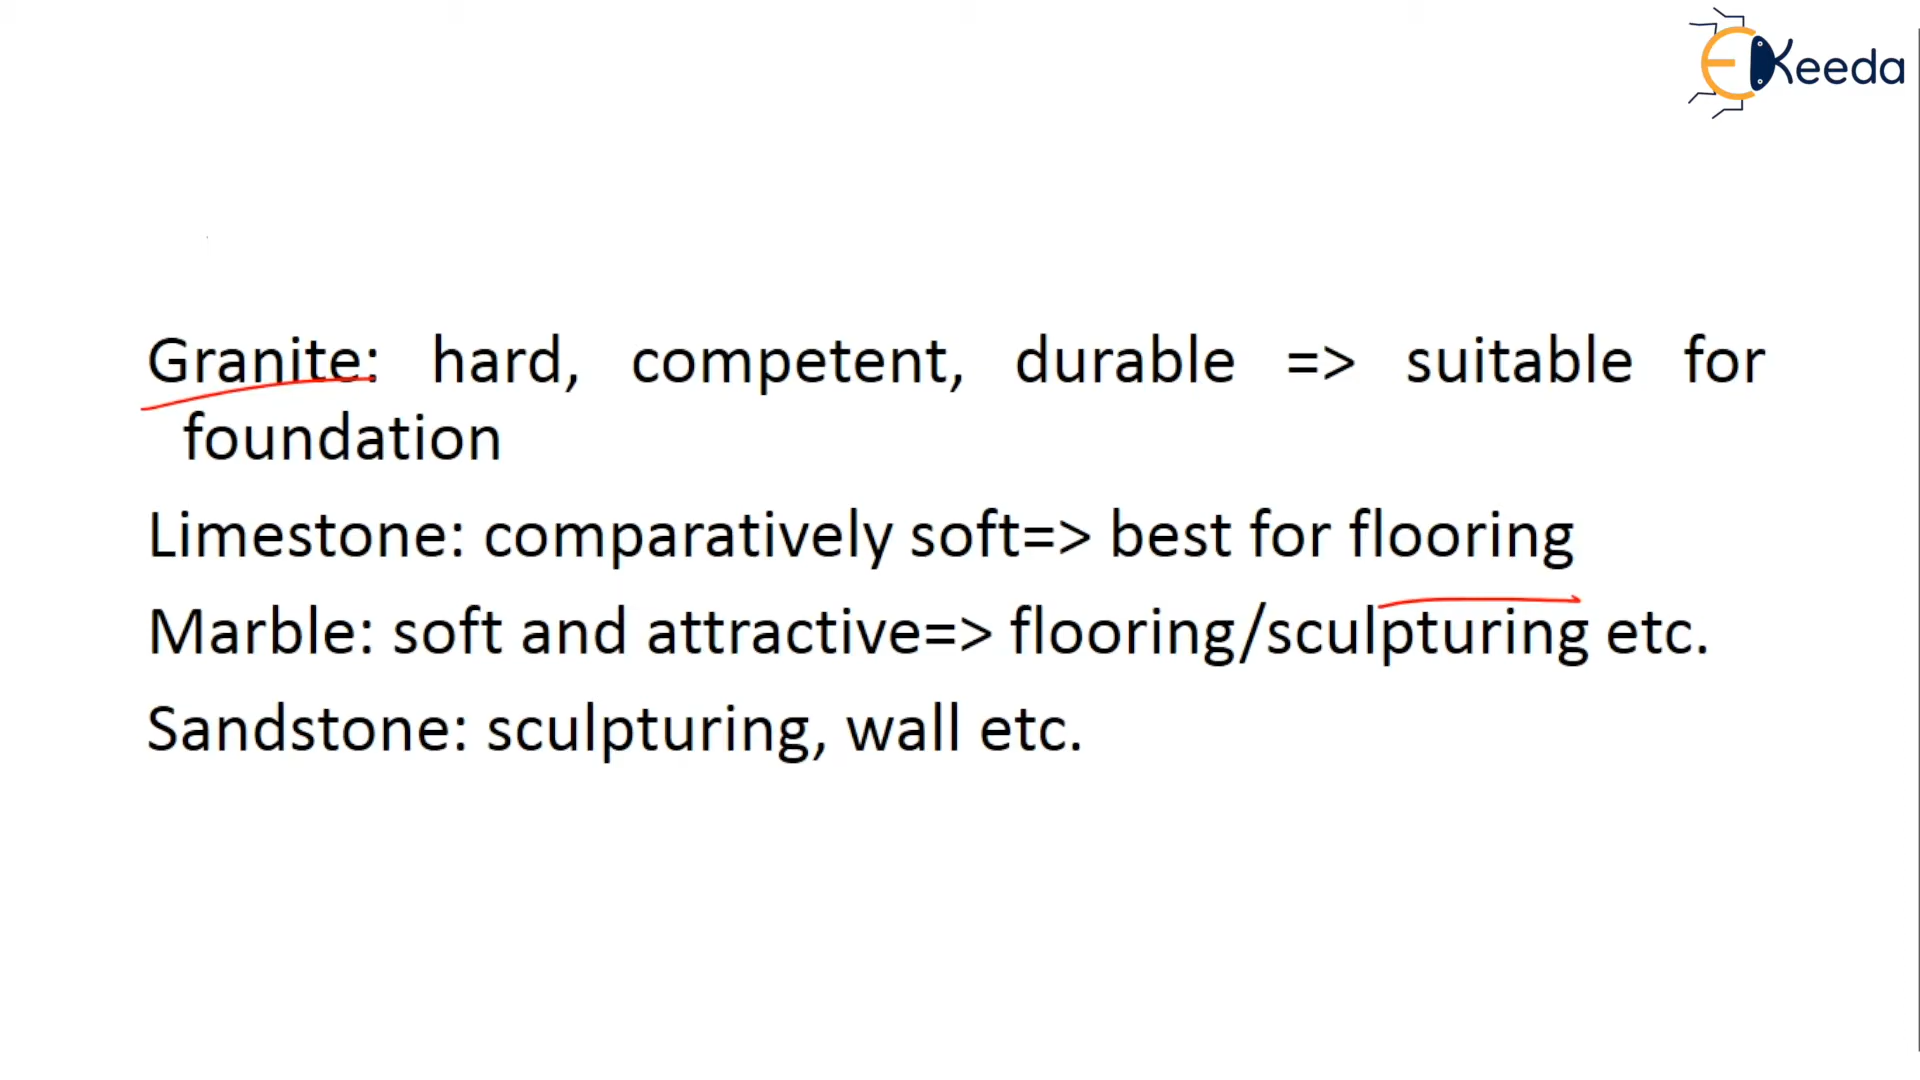 EKeeda
Granite: hard, competent, durable => suitable for
foundation
Limestone: comparatively soft=> best for flooring
Marble: soft and attractive=> flooring/sculpturing etc.
Sandstone: sculpturing, wall etc.